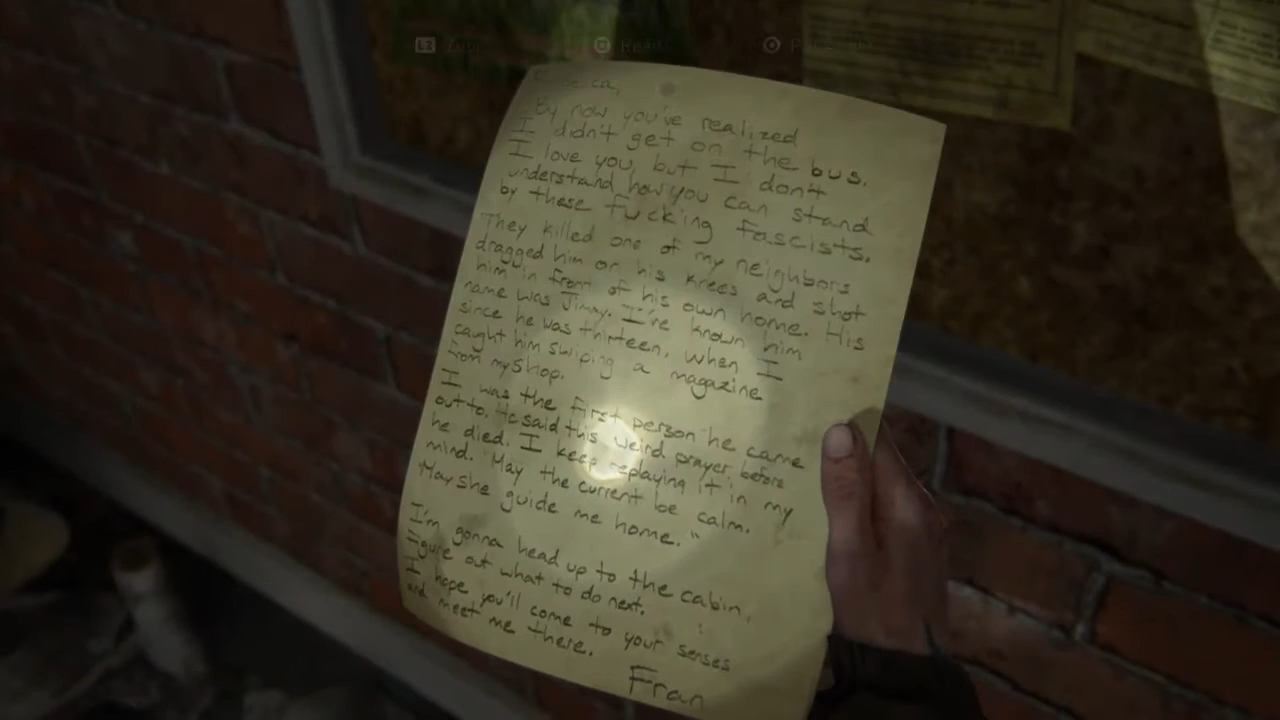 By now you've realized
I didn't get on the bus.
I love you, but I don't
understand how you can stand
by these fucking fascists.
They killed one of my neighbors
dragged him on his knees and shot
him in front of his own home. His
name was Jimmy. I've known him
since he was thirteen. When I
caught him swiping a magazine
from my shop.
I was the first person he came
out to. He said this weird prayer before
he died. I keep replaying it in my
mind. "May the current be calm.
May she guide me home."
I'm gonna head up to the cabin,
figure out what to do next.
I hope you'll come to your senses
and meet me there.
Fran